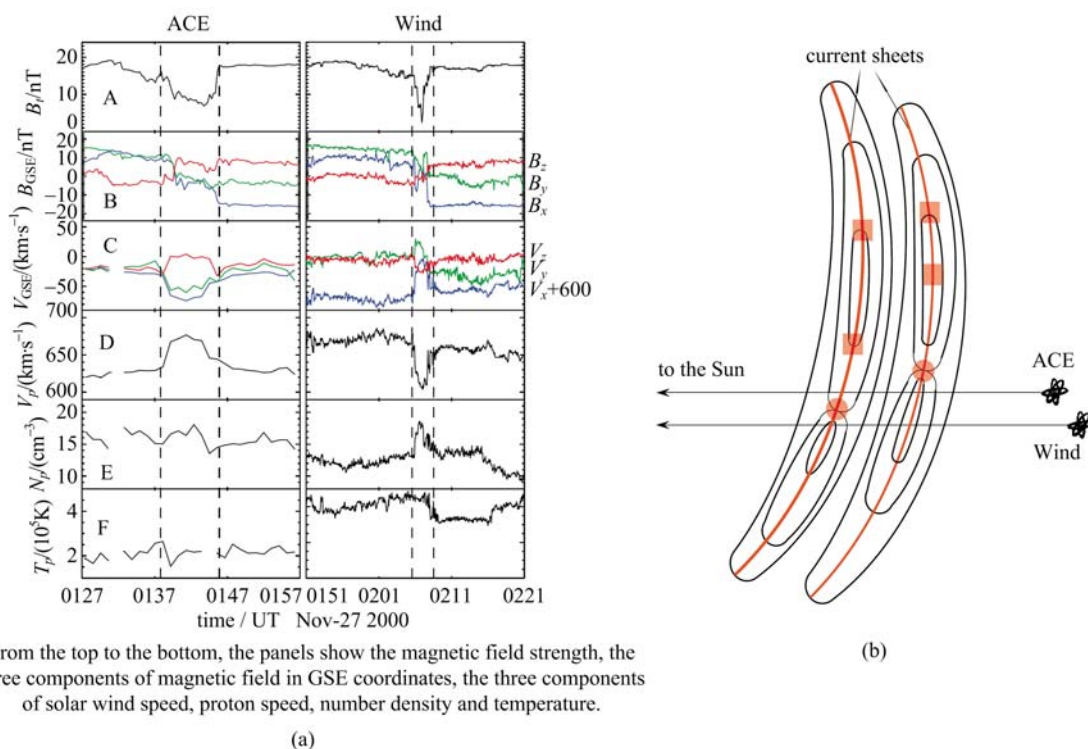 ACE
Wind
20
10
0
B_t/nT
A
20
10
0
−10
−20
B_GSE/nT
B
B_z
B_y
B_x
0
−50
V_GSE/(km·s⁻¹)
C
V_z
V_y
V_x+600
700
650
600
V_p/(km·s⁻¹)
D
20
15
10
N_p/(cm⁻³)
E
4
2
T_p/(10⁵K)
F
0127 0137 0147 0157 0151 0201 0211 0221
time / UT Nov-27 2000
rom the top to the bottom, the panels show the magnetic field strength, the
ree components of magnetic field in GSE coordinates, the three components
of solar wind speed, proton speed, number density and temperature.
(a)
current sheets
to the Sun
ACE
Wind
(b)